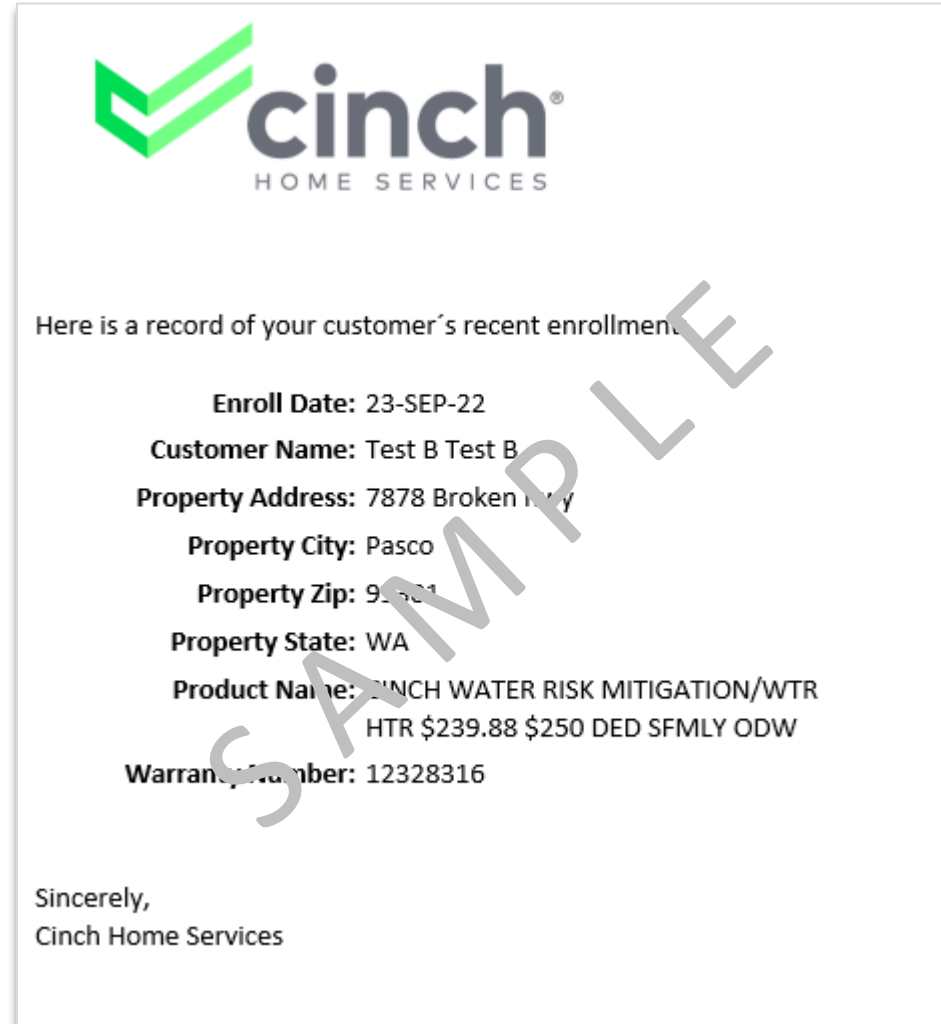 cinch®
HOME SERVICES
Here is a record of your customer´s recent enrollment
Enroll Date: 23-SEP-22
Customer Name: Test B Test B
Property Address: 7878 Broken
Property City: Pasco
Property Zip:
Property State: WA
Product Name: CINCH WATER RISK MITIGATION/WTR
HTR $239.88 $250 DED SFMLY ODW
Warranty Number: 12328316
Sincerely,
Cinch Home Services
SAMPLE